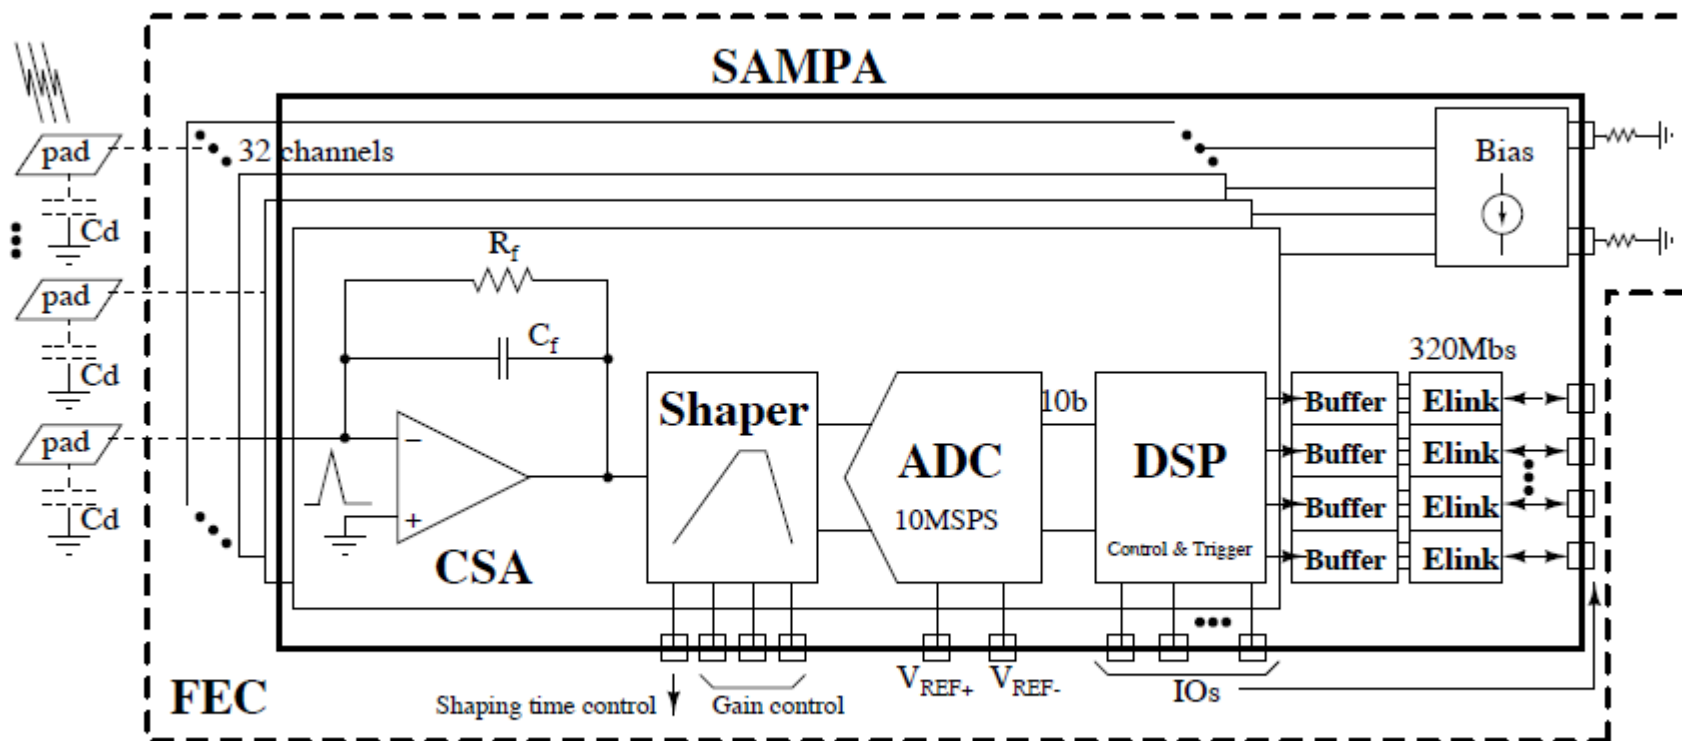 SAMPA
pad
32 channels
Bias
Cd
Rf
pad
Cf
320Mbs
Cd
Shaper
10b
Buffer
Elink
pad
−
ADC
DSP
Buffer
Elink
Cd
+
10MSPS
Buffer
Elink
CSA
Control & Trigger
Buffer
Elink
FEC
Shaping time control
Gain control
VREF+
VREF-
IOs